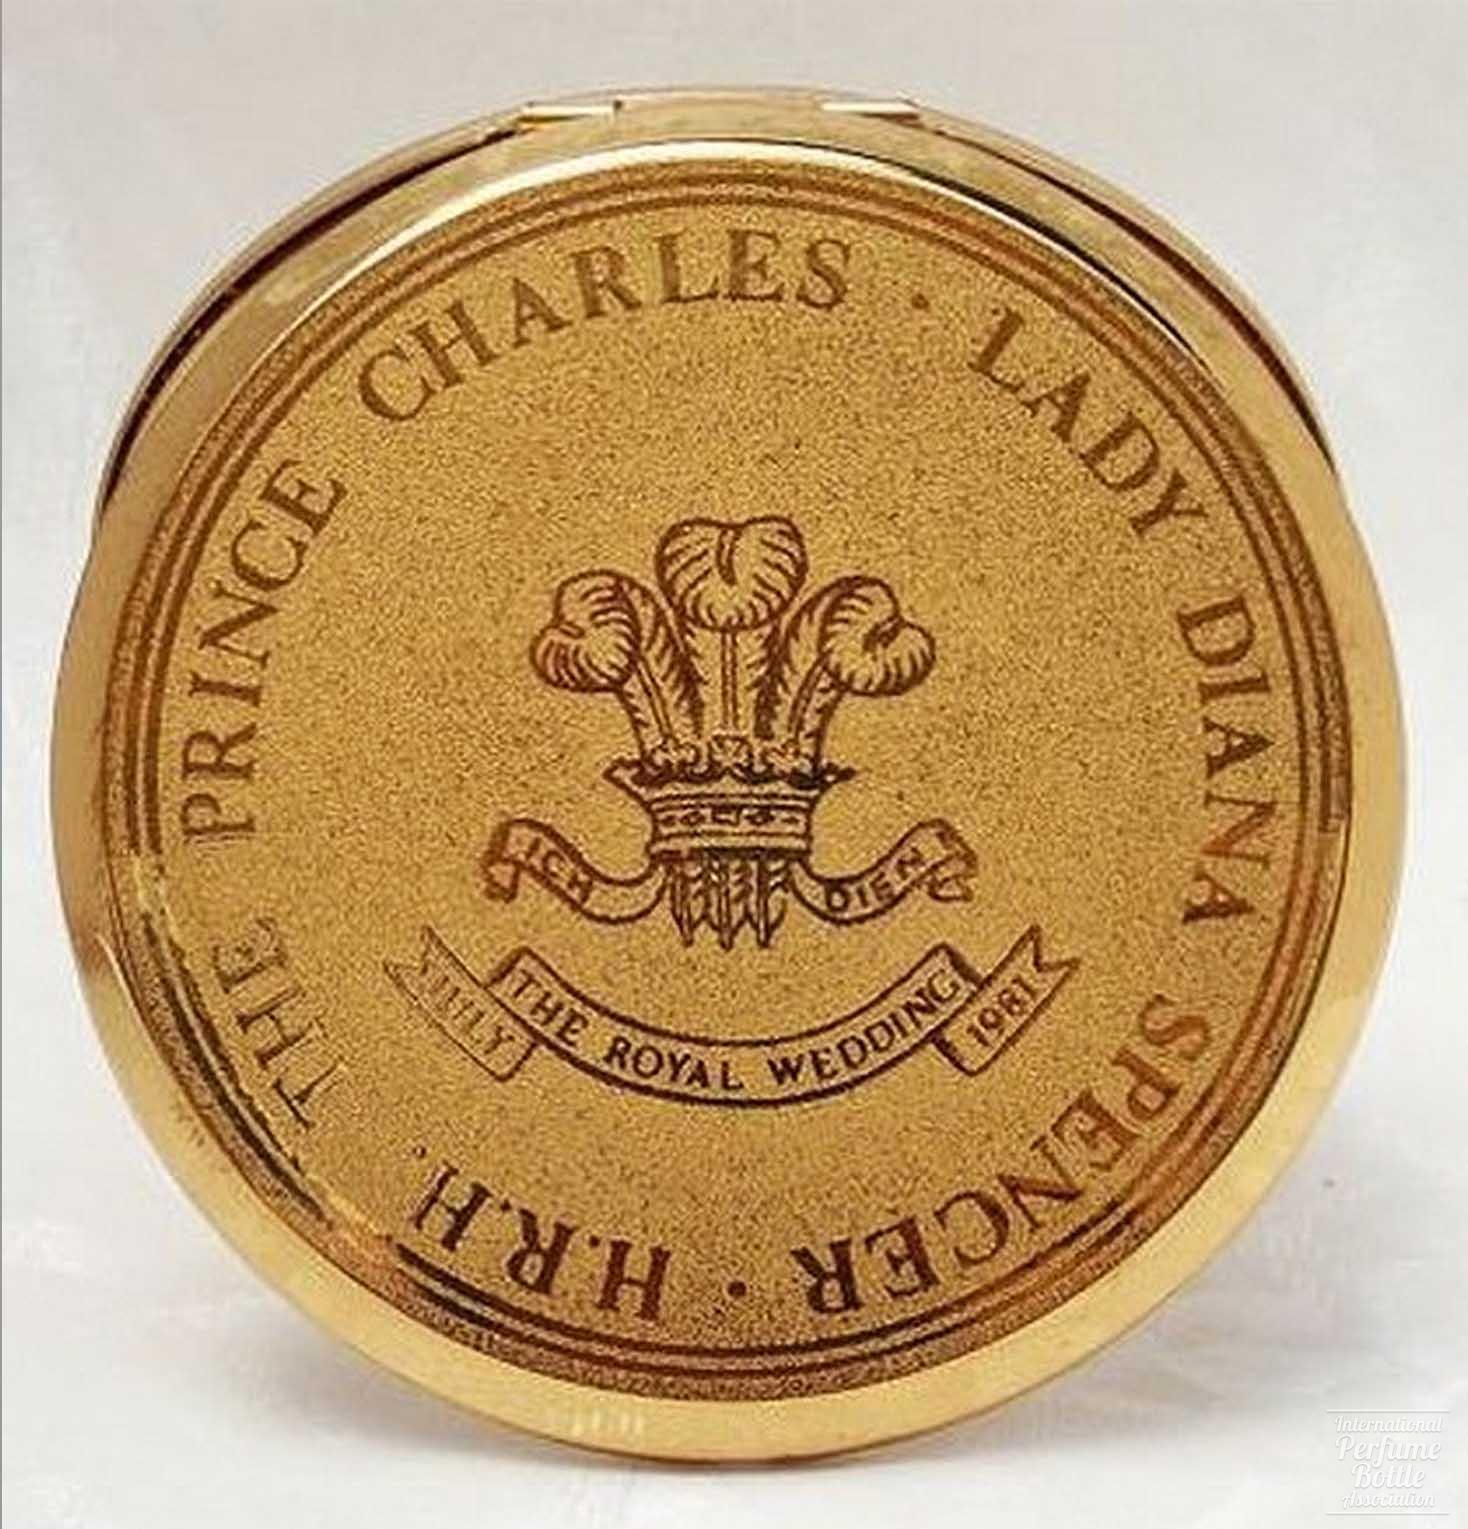 H.R.H. THE PRINCE CHARLES · LADY DIANA SPENCER ·
ICH DIEN
JULY THE ROYAL WEDDING 1981
International
Perfume
Bottle
Association